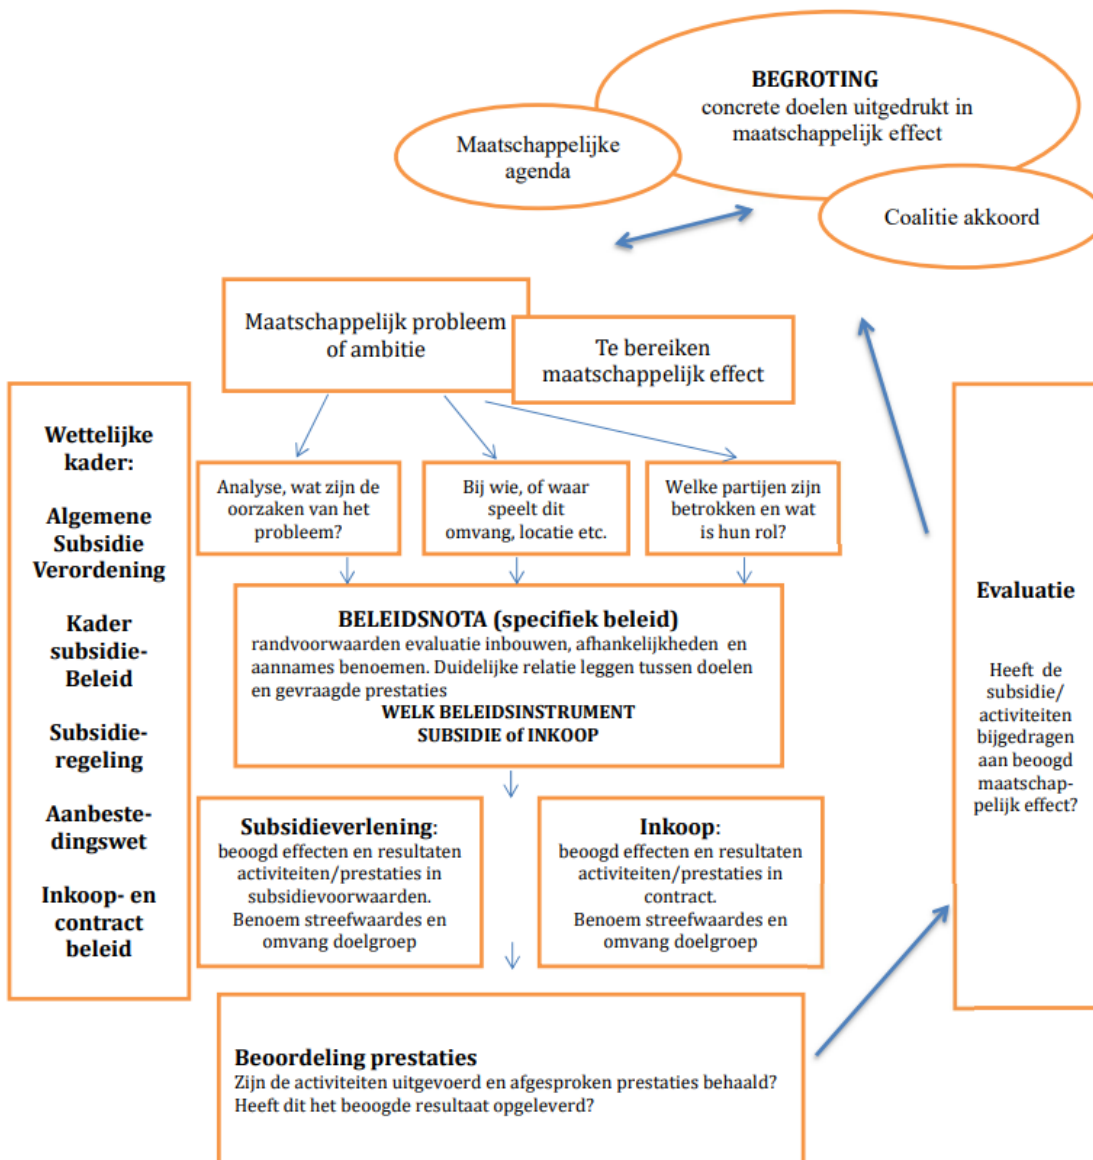 BEGROTING
concrete doelen uitgedrukt in
maatschappelijk effect
Maatschappelijke
agenda
Coalitie akkoord
Maatschappelijk probleem
of ambitie
Te bereiken
maatschappelijk effect
Wettelijke
kader:
Algemene
Subsidie
Verordening
Kader
subsidie-
Beleid
Subsidie-
regeling
Aanbeste-
dingswet
Inkoop- en
contract
beleid
Analyse, wat zijn de
oorzaken van het
probleem?
Bij wie, of waar
speelt dit
omvang, locatie etc.
Welke partijen zijn
betrokken en wat
is hun rol?
BELEIDSNOTA (specifiek beleid)
randvoorwaarden evaluatie inbouwen, afhankelijkheden en
aannames benoemen. Duidelijke relatie leggen tussen doelen
en gevraagde prestaties
WELK BELEIDSINSTRUMENT
SUBSIDIE of INKOOP
Subsidieverlening:
beoogd effecten en resultaten
activiteiten/prestaties in
subsidievoorwaarden.
Benoem streefwaardes en
omvang doelgroep
Inkoop:
beoogd effecten en resultaten
activiteiten/prestaties in
contract.
Benoem streefwaardes en
omvang doelgroep
Beoordeling prestaties
Zijn de activiteiten uitgevoerd en afgesproken prestaties behaald?
Heeft dit het beoogde resultaat opgeleverd?
Evaluatie
Heeft de
subsidie/
activiteiten
bijgedragen
aan beoogd
maatschap-
pelijk effect?